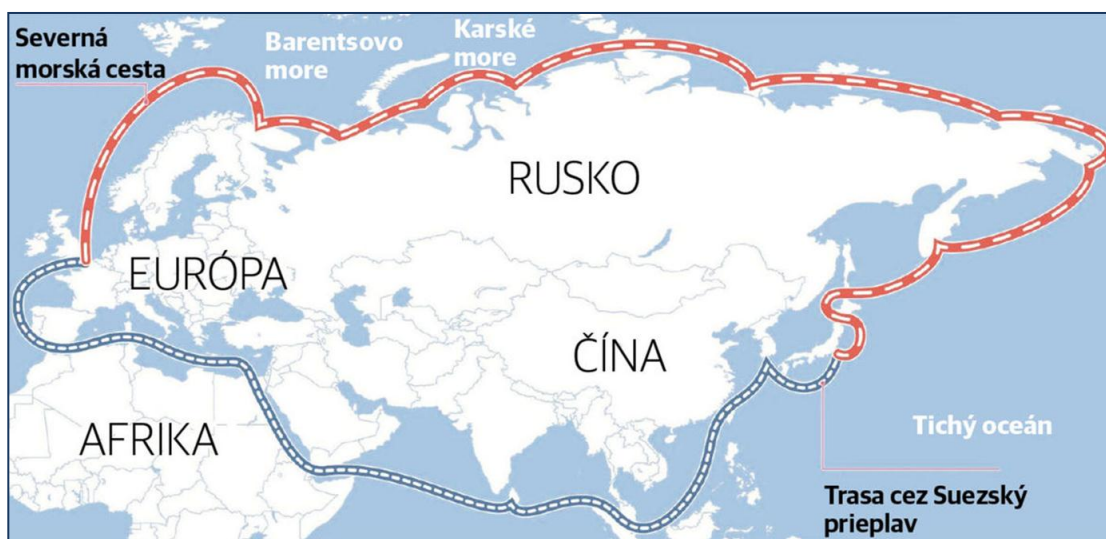 Severná
morská cesta
Barentsovo
more
Karské
more
RUSKO
EURÓPA
ČÍNA
AFRIKA
Tichý oceán
Trasa cez Suezský
prieplav